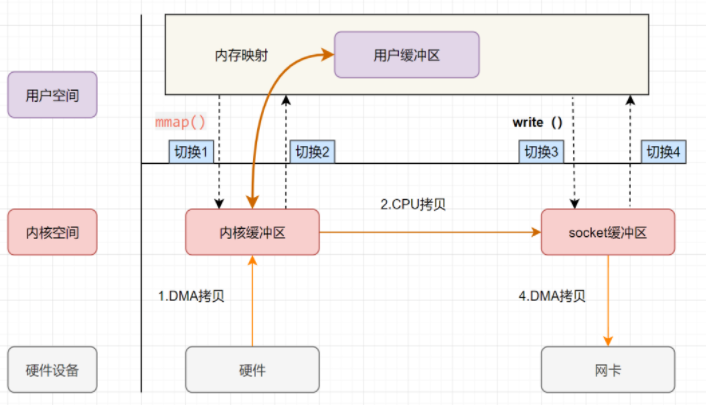 内存映射
用户缓冲区
用户空间
mmap()
write（）
切换1
切换2
切换3
切换4
2.CPU拷贝
内核空间
内核缓冲区
socket缓冲区
1.DMA拷贝
4.DMA拷贝
硬件设备
硬件
网卡